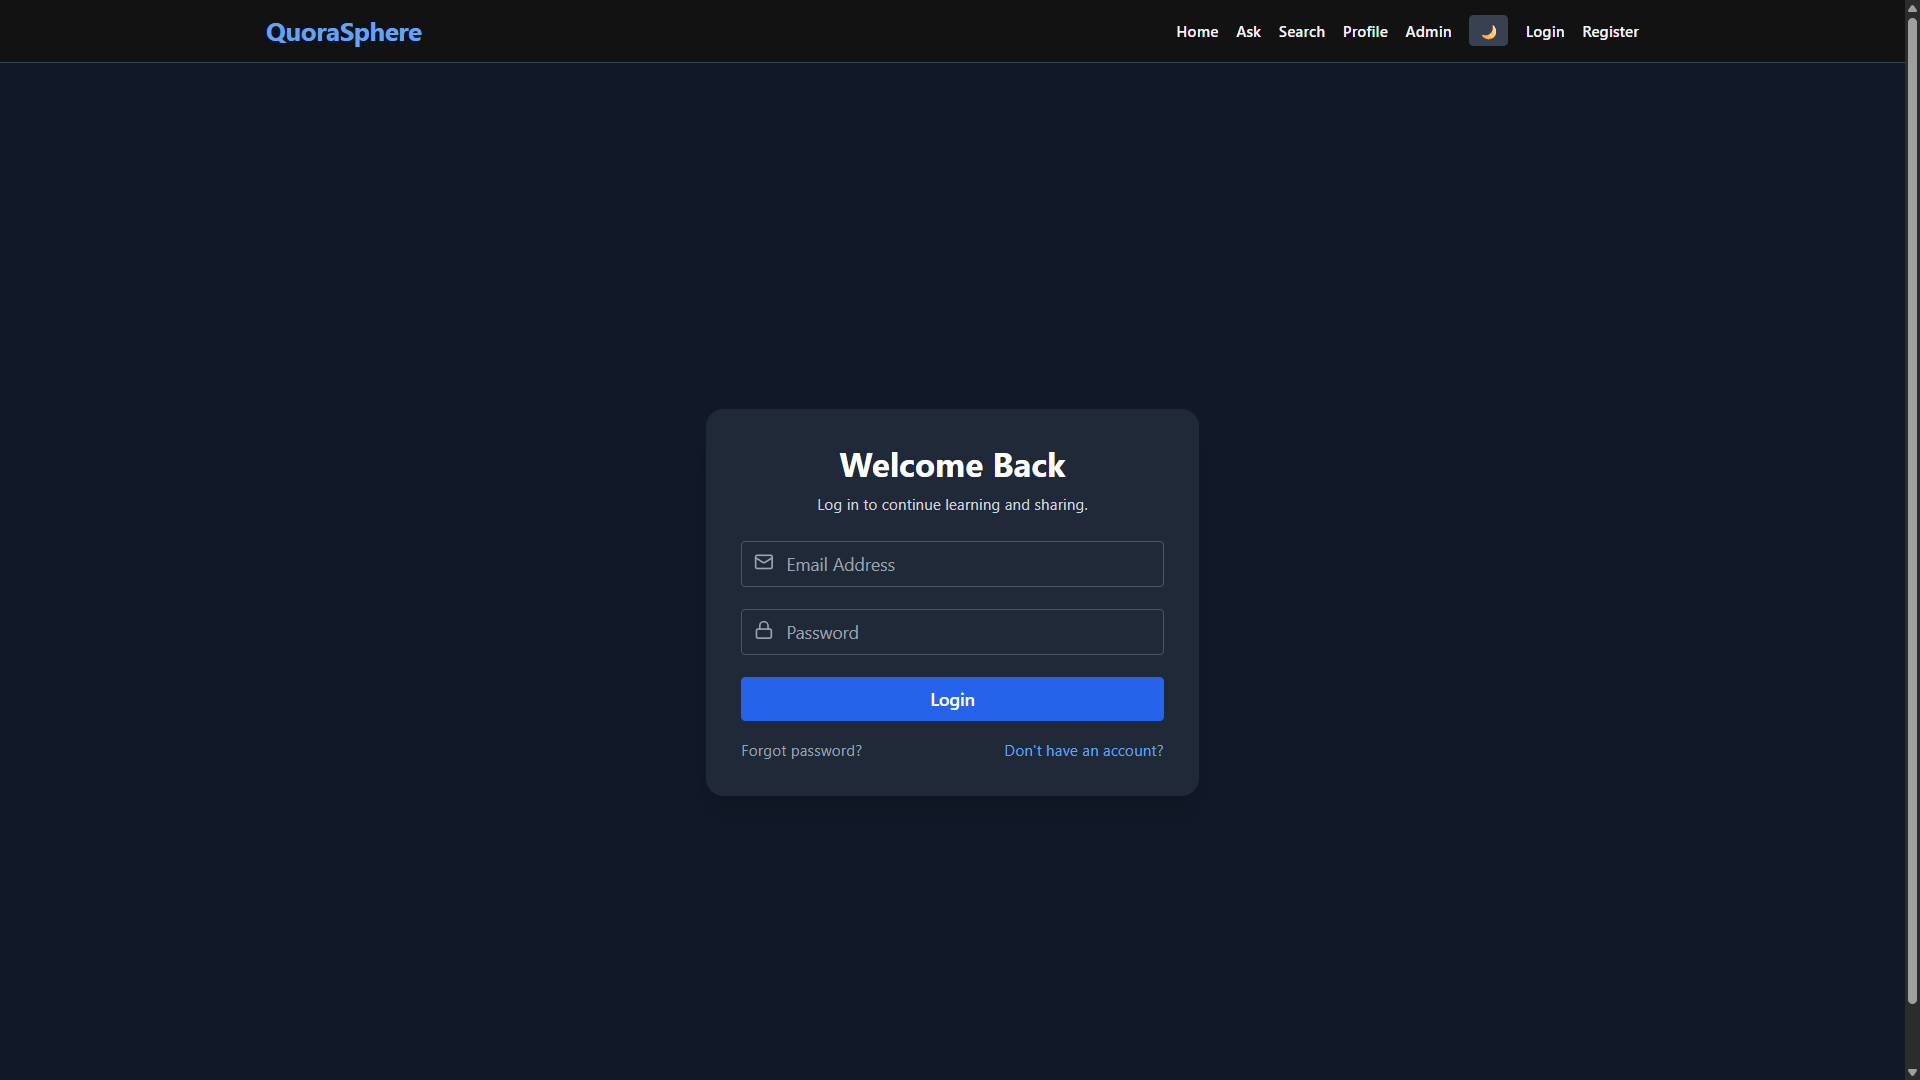 QuoraSphere
Home Ask Search Profile Admin Login Register
Welcome Back
Log in to continue learning and sharing.
Email Address
Password
Login
Forgot password? Don't have an account?